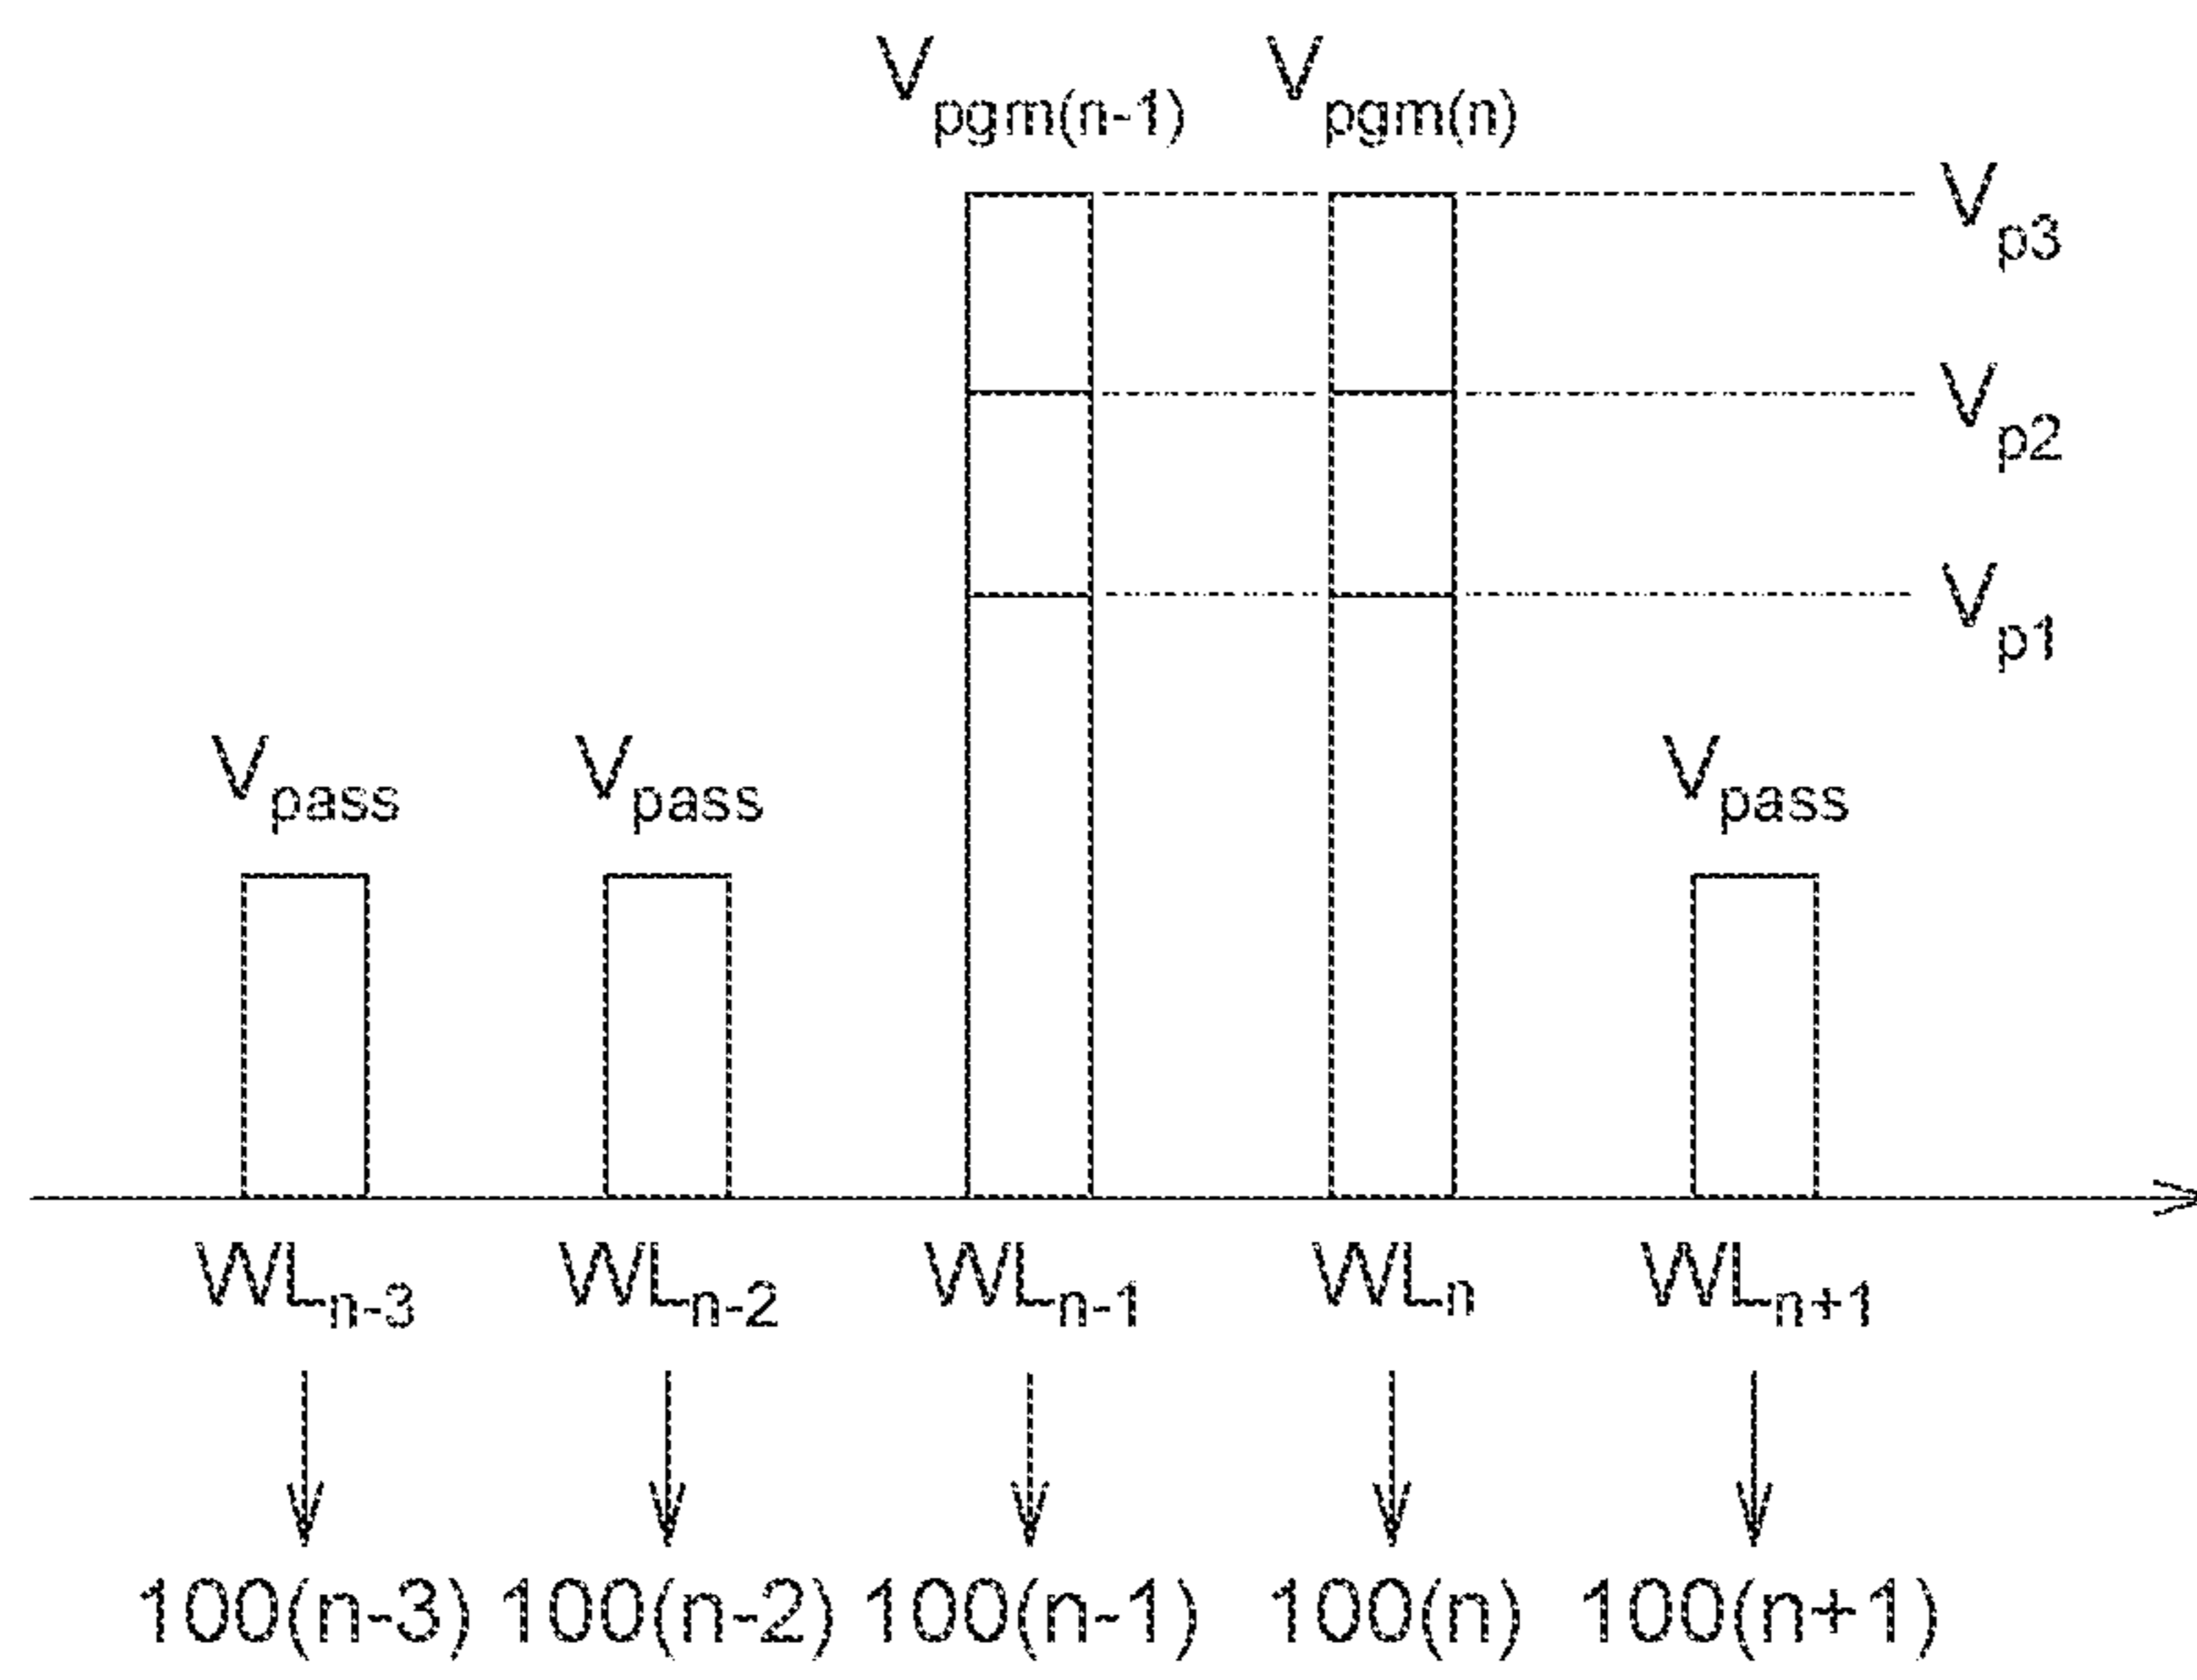 Vpgm(n-1) Vpgm(n)
Vp3
Vp2
Vp1
Vpass Vpass Vpass
WLn-3 WLn-2 WLn-1 WLn WLn+1
100(n-3) 100(n-2) 100(n-1) 100(n) 100(n+1)